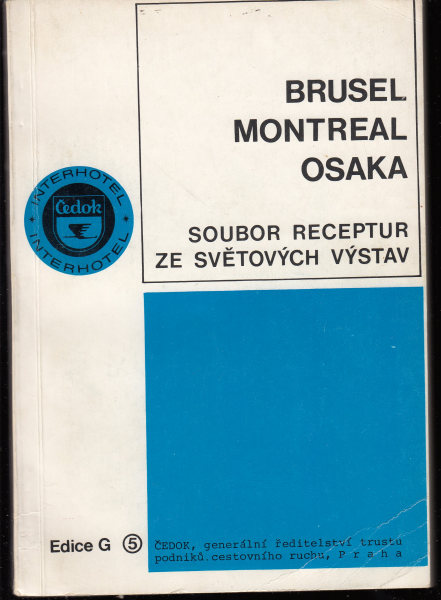 BRUSEL
MONTREAL
OSAKA
SOUBOR RECEPTUR
ZE SVĚTOVÝCH VÝSTAV
INTERHOTEL
čedok
INTERHOTEL
Edice G 5
ČEDOK, generální ředitelství trustu
podniků cestovního ruchu, P r a h a